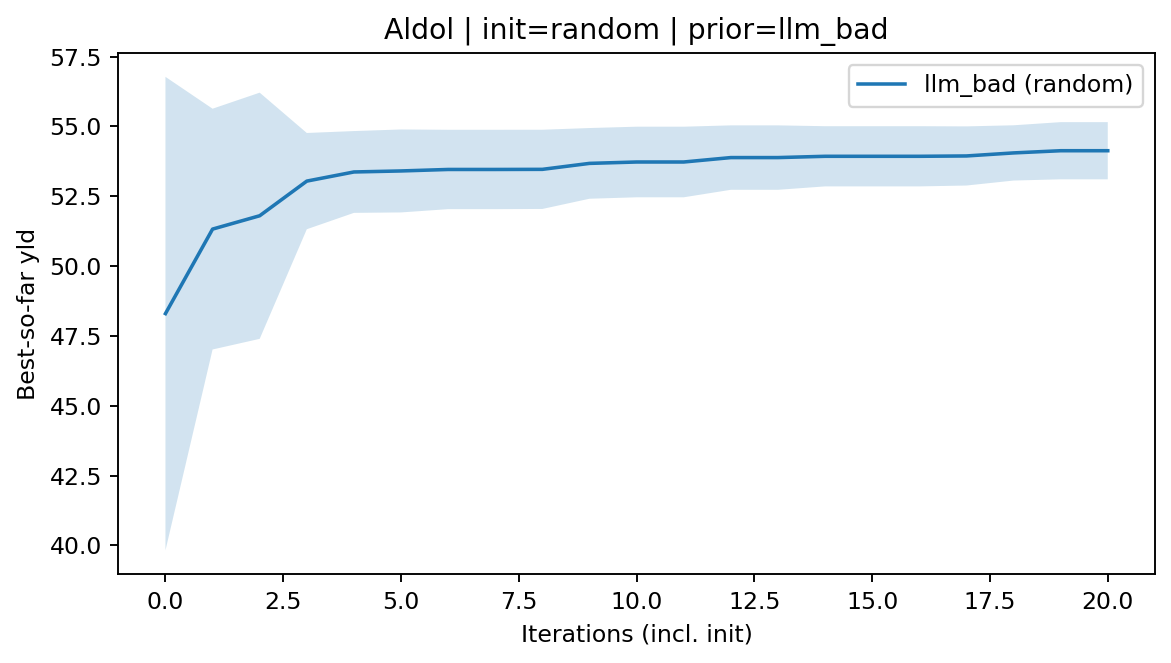 Aldol | init=random | prior=llm_bad
57.5
55.0
52.5
50.0
47.5
45.0
42.5
40.0
Best-so-far yld
llm_bad (random)
0.0 2.5 5.0 7.5 10.0 12.5 15.0 17.5 20.0
Iterations (incl. init)